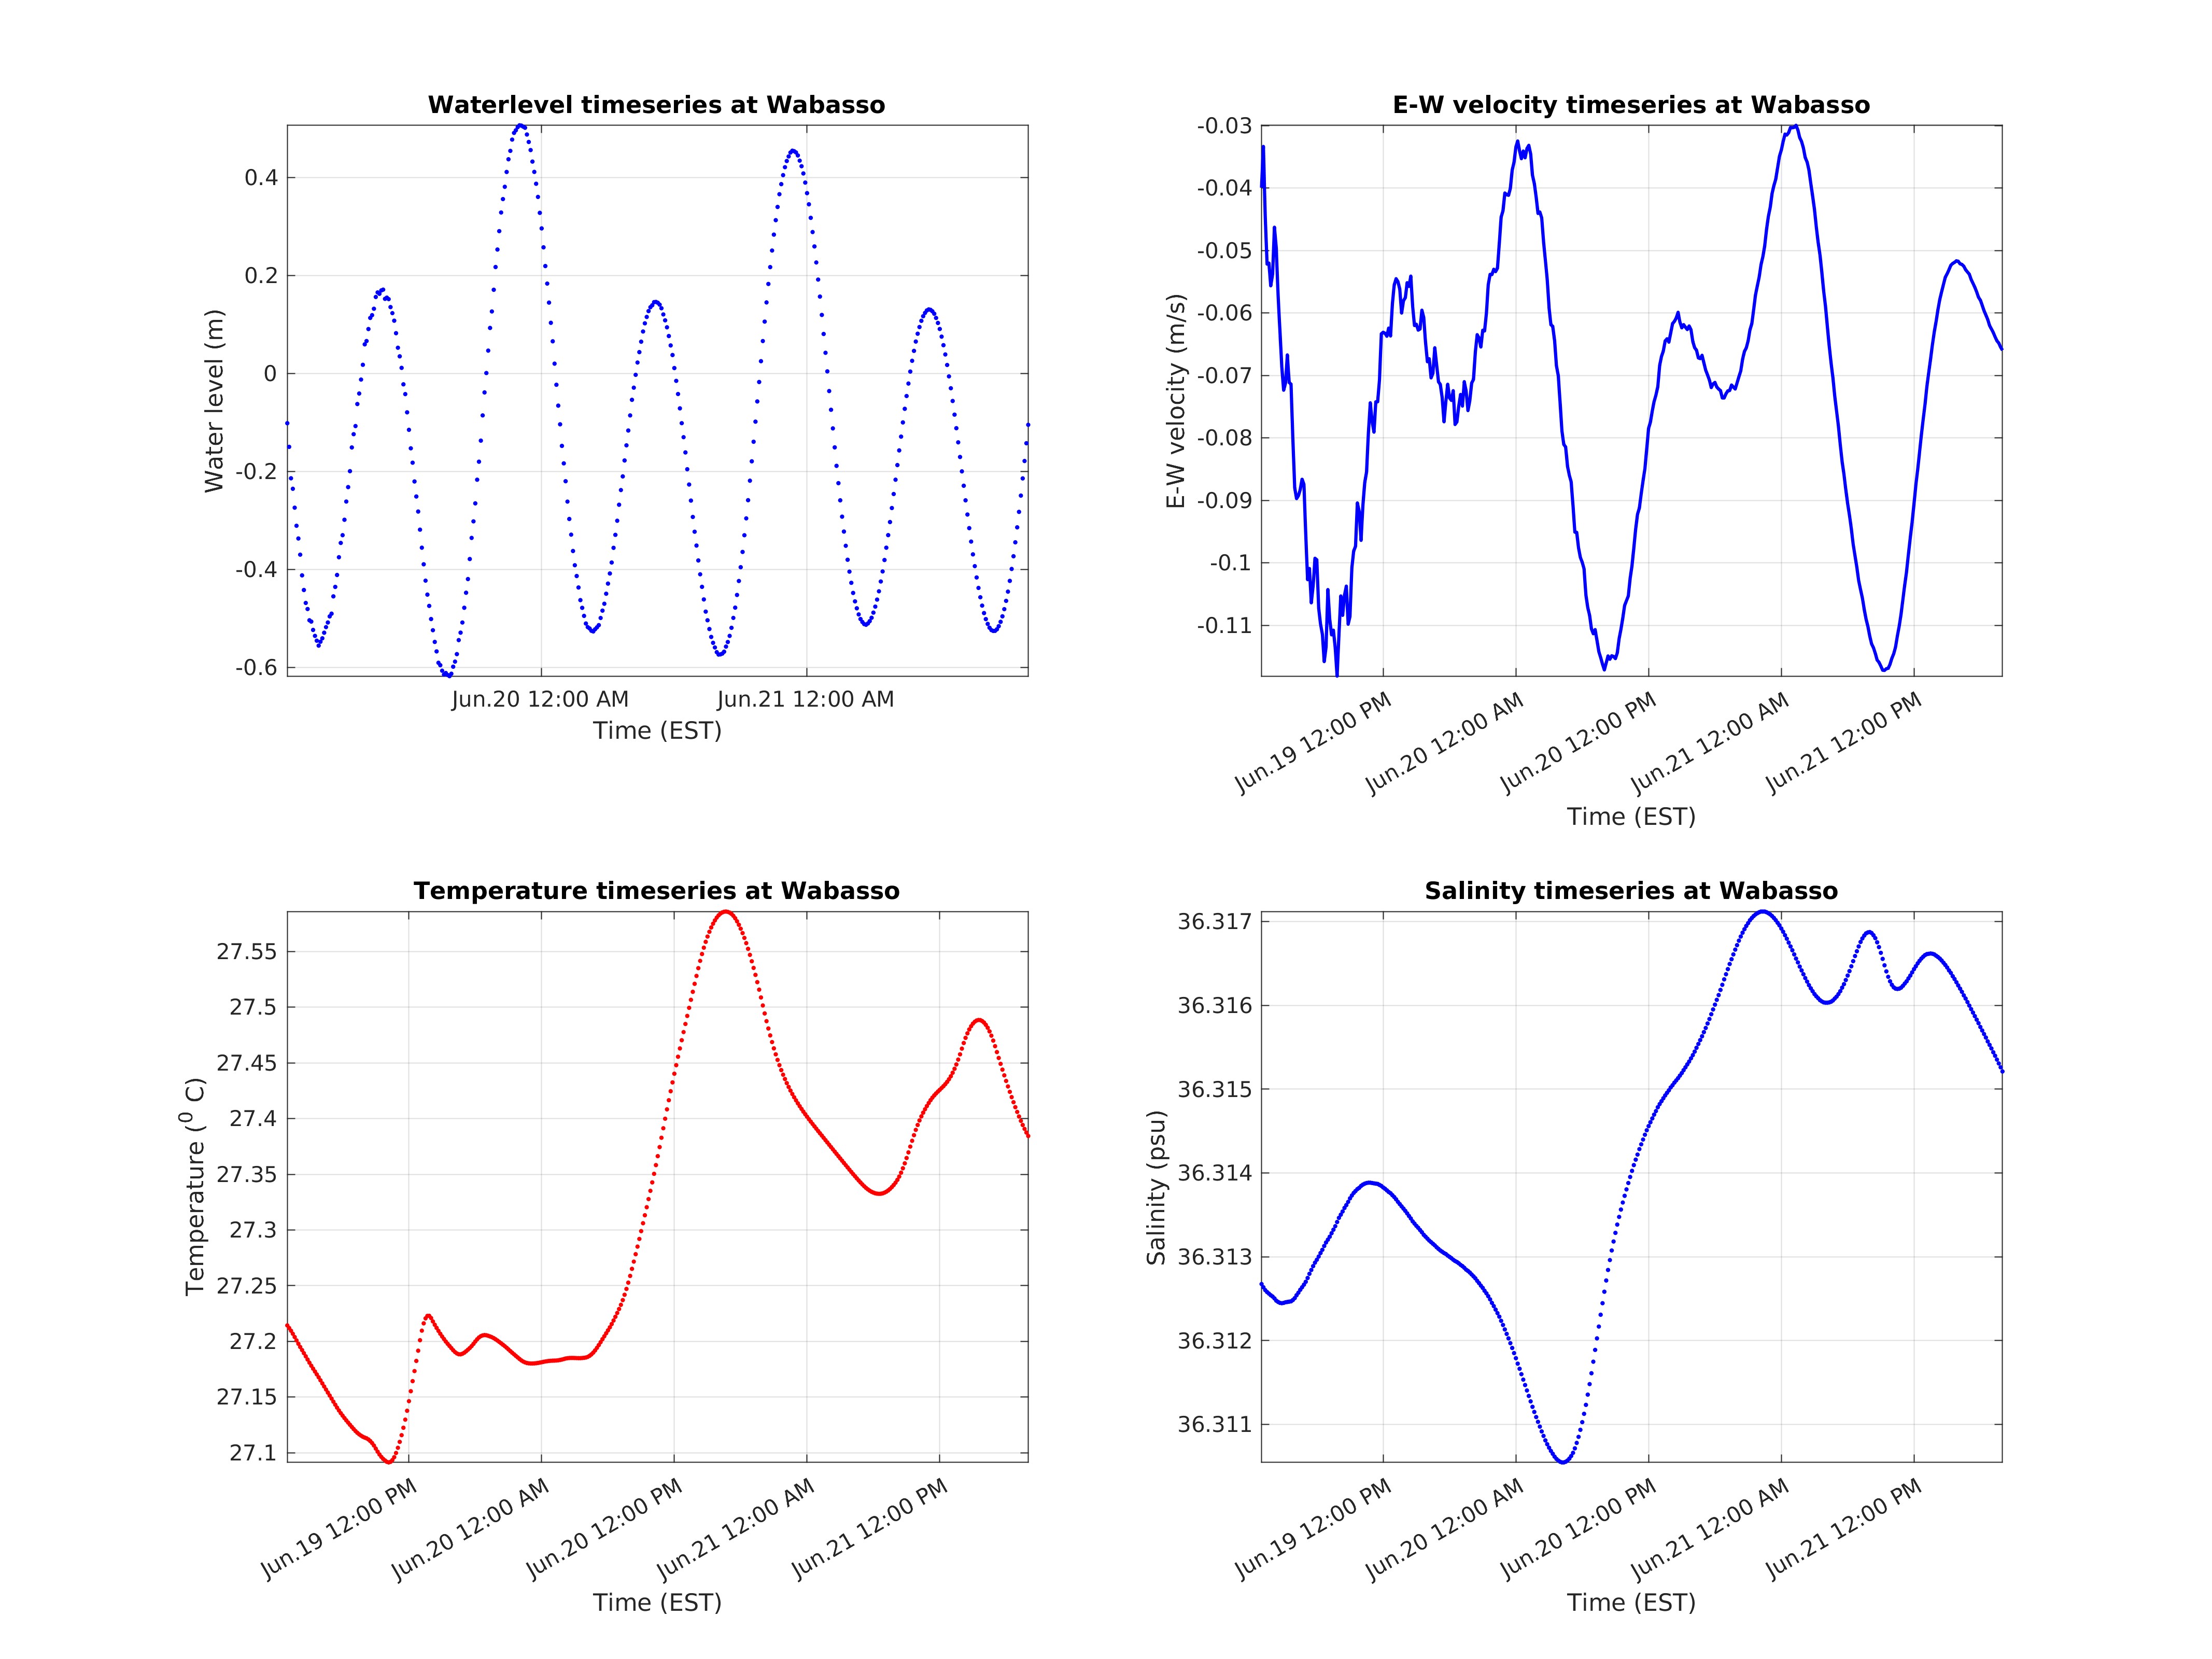 Waterlevel timeseries at Wabasso
Water level (m)
0.4
0.2
0
-0.2
-0.4
-0.6
Jun.20 12:00 AM
Jun.21 12:00 AM
Time (EST)
E-W velocity timeseries at Wabasso
E-W velocity (m/s)
-0.03
-0.04
-0.05
-0.06
-0.07
-0.08
-0.09
-0.1
-0.11
Jun.19 12:00 PM
Jun.20 12:00 AM
Jun.20 12:00 PM
Jun.21 12:00 AM
Jun.21 12:00 PM
Time (EST)
Temperature timeseries at Wabasso
Temperature (⁰ C)
27.55
27.5
27.45
27.4
27.35
27.3
27.25
27.2
27.15
27.1
Jun.19 12:00 PM
Jun.20 12:00 AM
Jun.20 12:00 PM
Jun.21 12:00 AM
Jun.21 12:00 PM
Time (EST)
Salinity timeseries at Wabasso
Salinity (psu)
36.317
36.316
36.315
36.314
36.313
36.312
36.311
Jun.19 12:00 PM
Jun.20 12:00 AM
Jun.20 12:00 PM
Jun.21 12:00 AM
Jun.21 12:00 PM
Time (EST)